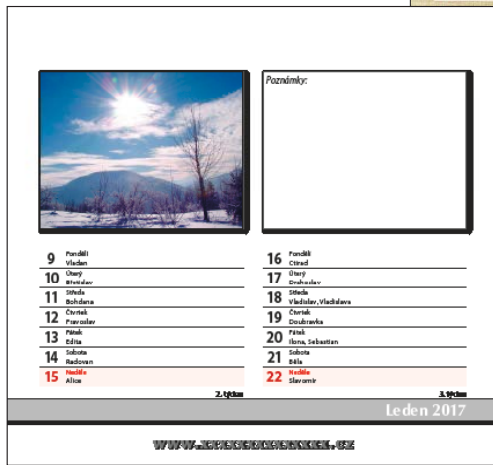 Poznámky:
9 Pondělí
Vladan
10 Úterý
Břetislav
11 Středa
Bohdana
12 Čtvrtek
Pravoslav
13 Pátek
Edita
14 Sobota
Radovan
15 Neděle
Alice
2. týden
16 Pondělí
Ctirad
17 Úterý
Drahoslav
18 Středa
Vladislav, Vladislava
19 Čtvrtek
Doubravka
20 Pátek
Ilona, Sebastian
21 Sobota
Běla
22 Neděle
Slavomír
3. týden
Leden 2017